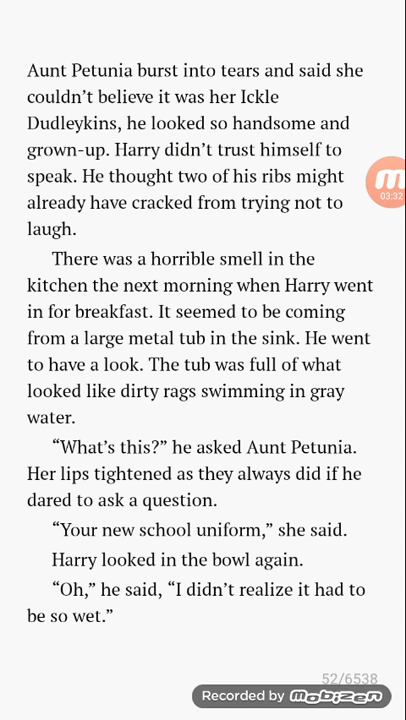 Aunt Petunia burst into tears and said she
couldn’t believe it was her Ickle
Dudleykins, he looked so handsome and
grown-up. Harry didn’t trust himself to
speak. He thought two of his ribs might
already have cracked from trying not to
laugh.
There was a horrible smell in the
kitchen the next morning when Harry went
in for breakfast. It seemed to be coming
from a large metal tub in the sink. He went
to have a look. The tub was full of what
looked like dirty rags swimming in gray
water.
“What’s this?” he asked Aunt Petunia.
Her lips tightened as they always did if he
dared to ask a question.
“Your new school uniform,” she said.
Harry looked in the bowl again.
“Oh,” he said, “I didn’t realize it had to
be so wet.”
03:32
52/6538
Recorded by Mobizen